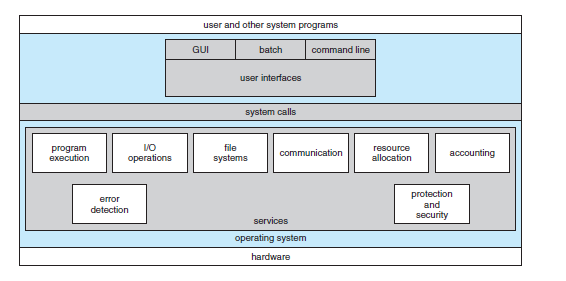 user and other system programs
GUI batch command line
user interfaces
system calls
program execution
I/O operations
file systems
communication
resource allocation
accounting
error detection
protection and security
services
operating system
hardware